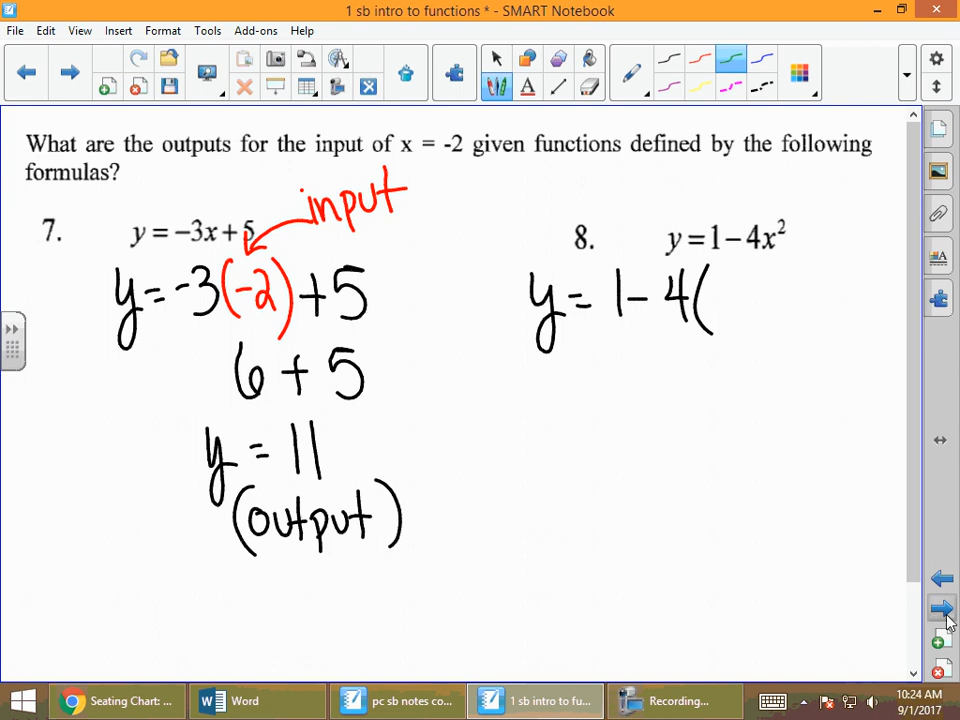 1 sb intro to functions * - SMART Notebook
File Edit View Insert Format Tools Add-ons Help
What are the outputs for the input of x = -2 given functions defined by the following
formulas?
input
7. y = −3x + 5
y = -3(-2) + 5
6 + 5
y = 11
(output)
8. y = 1 − 4x²
y = 1 - 4(
Seating Chart: ...
Word
pc sb notes co...
1 sb intro to fu...
Recording...
10:24 AM
9/1/2017